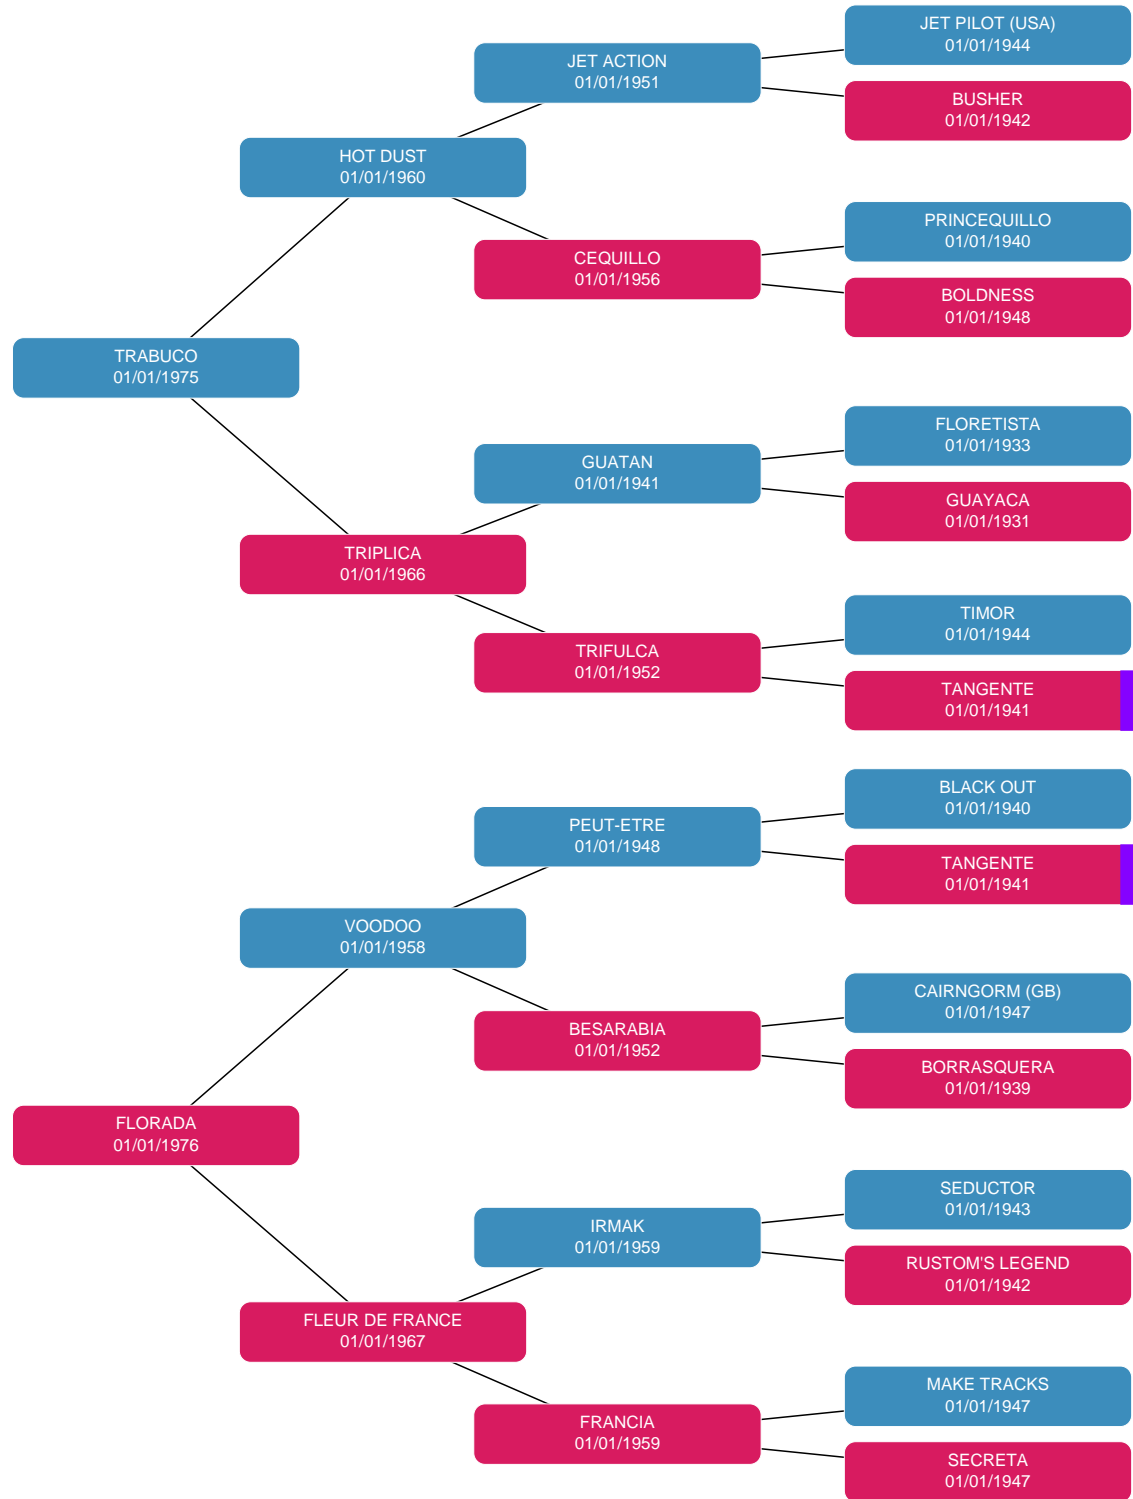 JET PILOT (USA)
01/01/1944
JET ACTION
01/01/1951
BUSHER
01/01/1942
HOT DUST
01/01/1960
PRINCEQUILLO
01/01/1940
CEQUILLO
01/01/1956
BOLDNESS
01/01/1948
TRABUCO
01/01/1975
FLORETISTA
01/01/1933
GUATAN
01/01/1941
GUAYACA
01/01/1931
TRIPLICA
01/01/1966
TIMOR
01/01/1944
TRIFULCA
01/01/1952
TANGENTE
01/01/1941
BLACK OUT
01/01/1940
PEUT-ETRE
01/01/1948
TANGENTE
01/01/1941
VOODOO
01/01/1958
CAIRNGORM (GB)
01/01/1947
BESARABIA
01/01/1952
BORRASQUERA
01/01/1939
FLORADA
01/01/1976
SEDUCTOR
01/01/1943
IRMAK
01/01/1959
RUSTOM'S LEGEND
01/01/1942
FLEUR DE FRANCE
01/01/1967
MAKE TRACKS
01/01/1947
FRANCIA
01/01/1959
SECRETA
01/01/1947